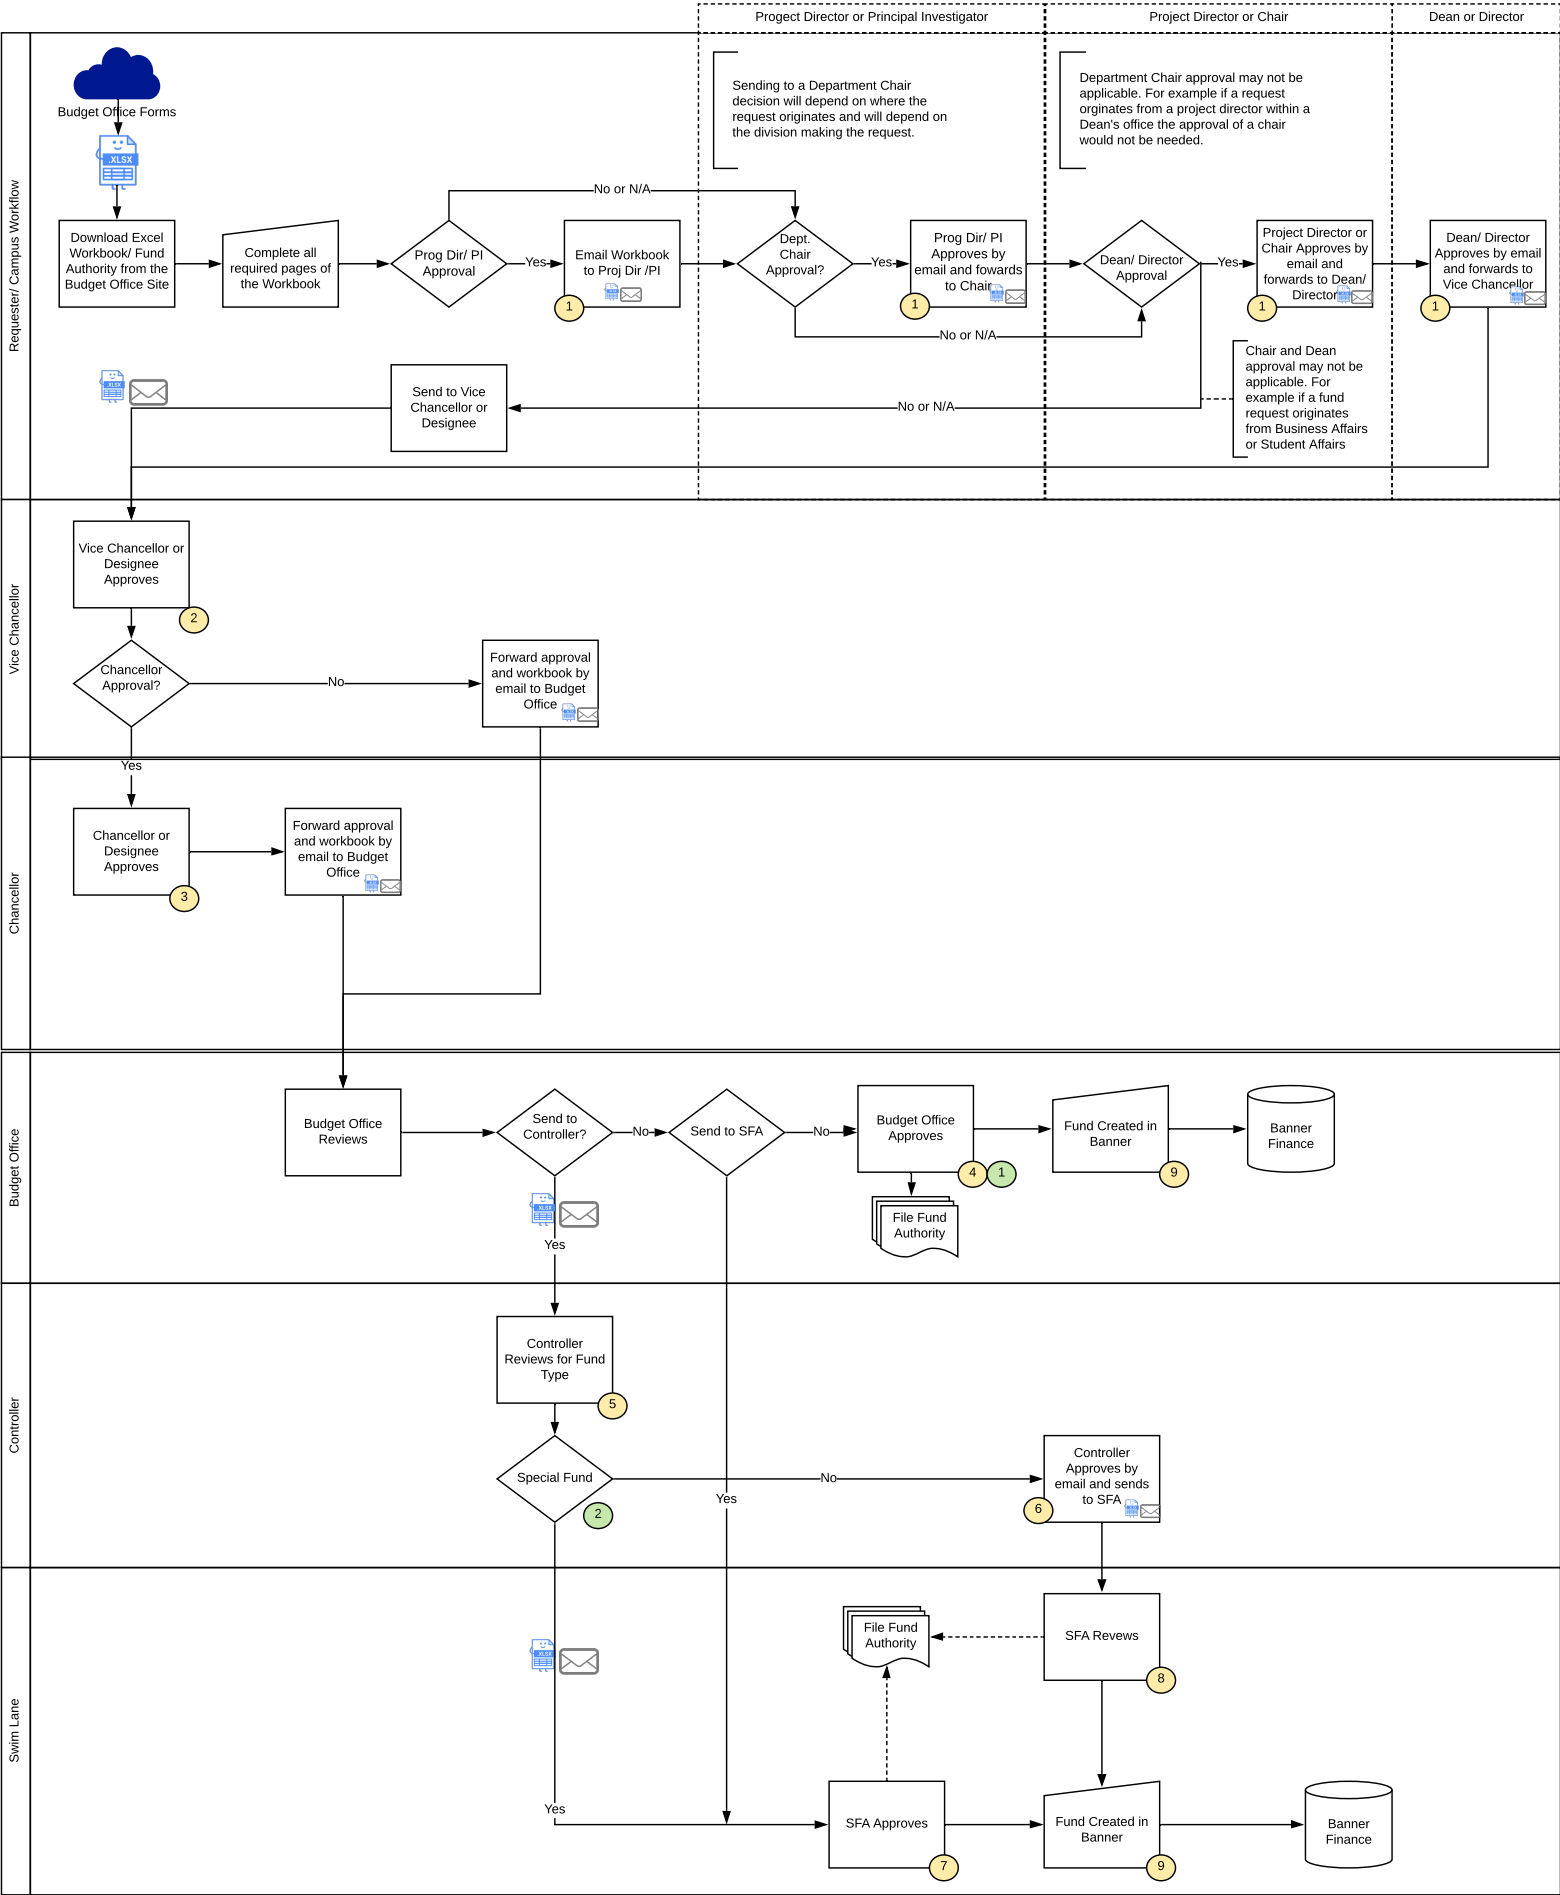 Progect Director or Principal Investigator
Project Director or Chair
Dean or Director
Requester/ Campus Workflow
Budget Office Forms
.XLSX
Sending to a Department Chair
decision will depend on where the
request originates and will depend on
the division making the request.
Department Chair approval may not be
applicable. For example if a request
orginates from a project director within a
Dean's office the approval of a chair
would not be needed.
No or N/A
Download Excel
Workbook/ Fund
Authority from the
Budget Office Site
Complete all
required pages of
the Workbook
Prog Dir/ PI
Approval
Yes
Email Workbook
to Proj Dir /PI
1
Dept.
Chair
Approval?
Yes
Prog Dir/ PI
Approves by
email and fowards
to Chair
1
Dean/ Director
Approval
Yes
Project Director or
Chair Approves by
email and
forwards to Dean/
Director
1
Dean/ Director
Approves by email
and forwards to
Vice Chancellor
1
No or N/A
Chair and Dean
approval may not be
applicable. For
example if a fund
request originates
from Business Affairs
or Student Affairs
.XLSX
Send to Vice
Chancellor or
Designee
No or N/A
Vice Chancellor
Vice Chancellor or
Designee
Approves
2
Chancellor
Approval?
No
Forward approval
and workbook by
email to Budget
Office
Yes
Chancellor
Chancellor or
Designee
Approves
3
Forward approval
and workbook by
email to Budget
Office
Budget Office
Budget Office
Reviews
Send to
Controller?
No
Send to SFA
No
Budget Office
Approves
4
1
Fund Created in
Banner
9
Banner
Finance
File Fund
Authority
.XLSX
Yes
Controller
Controller
Reviews for Fund
Type
5
Special Fund
2
No
Yes
Controller
Approves by
email and sends
to SFA
6
Swim Lane
File Fund
Authority
SFA Revews
8
.XLSX
Yes
SFA Approves
7
Fund Created in
Banner
9
Banner
Finance